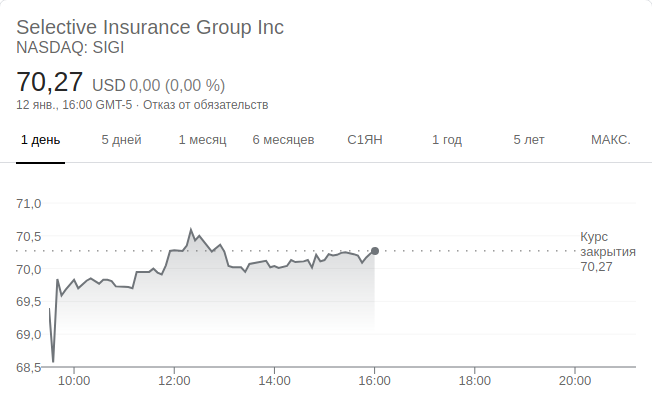 Selective Insurance Group Inc
NASDAQ: SIGI
70,27 USD 0,00 (0,00 %)
12 янв., 16:00 GMT-5 · Отказ от обязательств
1 день 5 дней 1 месяц 6 месяцев С1ЯН 1 год 5 лет МАКС.
71,0
70,5
70,0
69,5
69,0
68,5
Курс
закрытия
70,27
10:00 12:00 14:00 16:00 18:00 20:00